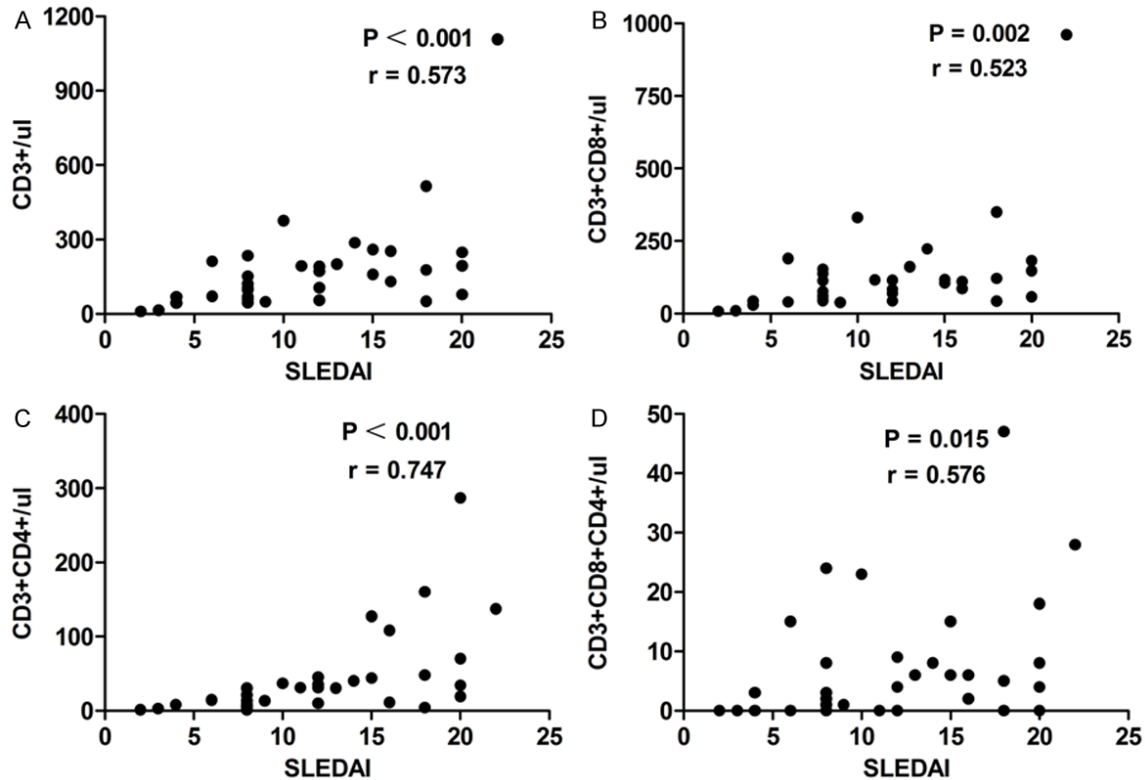 A
1200
900
600
300
0
CD3+/ul
P < 0.001
r = 0.573
0 5 10 15 20 25
SLEDAI
B
1000
750
500
250
0
CD3+CD8+/ul
P = 0.002
r = 0.523
0 5 10 15 20 25
SLEDAI
C
400
300
200
100
0
CD3+CD4+/ul
P < 0.001
r = 0.747
0 5 10 15 20 25
SLEDAI
D
50
40
30
20
10
0
CD3+CD8+CD4+/ul
P = 0.015
r = 0.576
0 5 10 15 20 25
SLEDAI